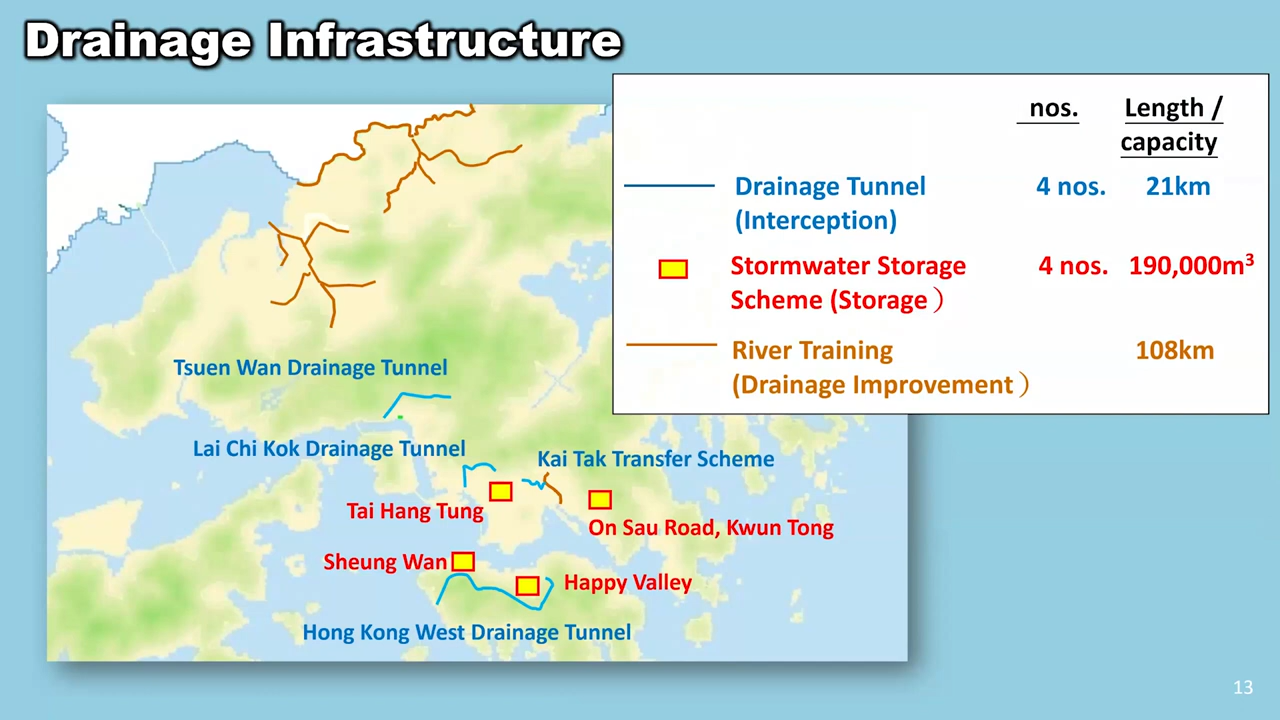 Drainage Infrastructure
nos.
Length /
capacity
Drainage Tunnel
(Interception)
4 nos.
21km
Stormwater Storage
Scheme (Storage）
4 nos.
190,000m³
River Training
(Drainage Improvement）
108km
Tsuen Wan Drainage Tunnel
Lai Chi Kok Drainage Tunnel
Kai Tak Transfer Scheme
Tai Hang Tung
On Sau Road, Kwun Tong
Sheung Wan
Happy Valley
Hong Kong West Drainage Tunnel
13